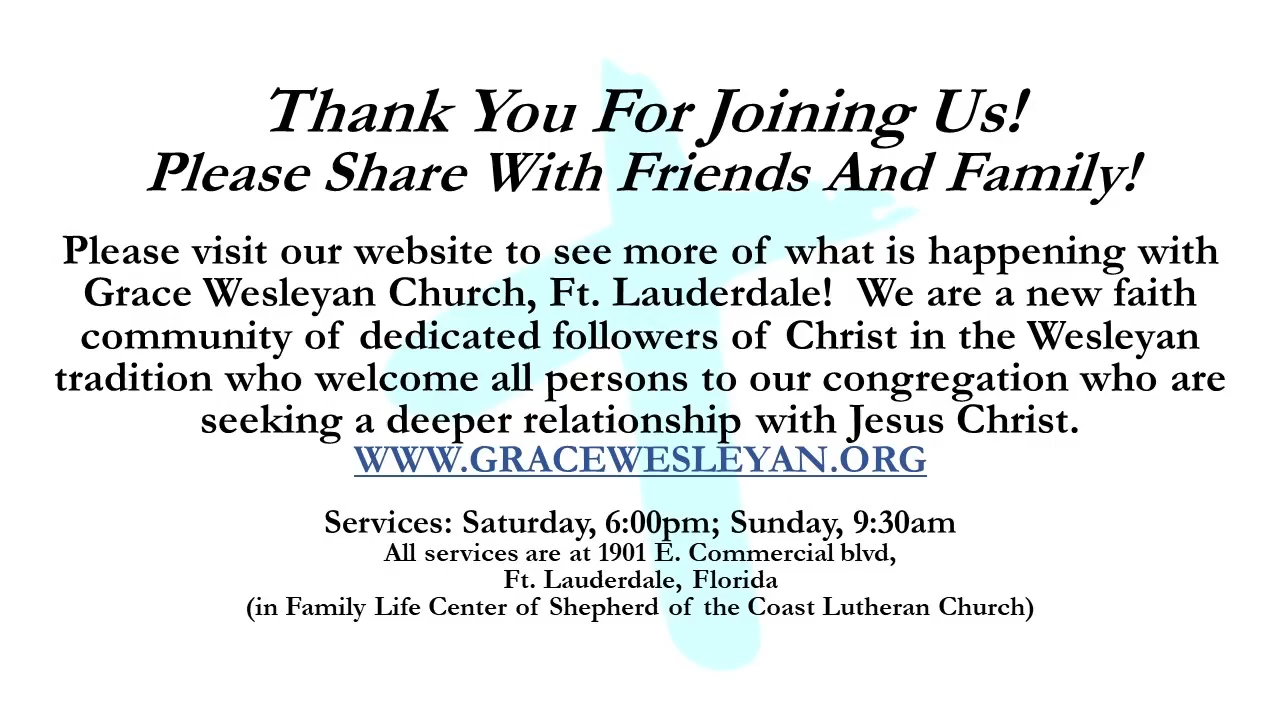 Thank You For Joining Us!
Please Share With Friends And Family!
Please visit our website to see more of what is happening with
Grace Wesleyan Church, Ft. Lauderdale!  We are a new faith
community of dedicated followers of Christ in the Wesleyan
tradition who welcome all persons to our congregation who are
seeking a deeper relationship with Jesus Christ.
WWW.GRACEWESLEYAN.ORG
Services: Saturday, 6:00pm; Sunday, 9:30am
All services are at 1901 E. Commercial blvd,
Ft. Lauderdale, Florida
(in Family Life Center of Shepherd of the Coast Lutheran Church)